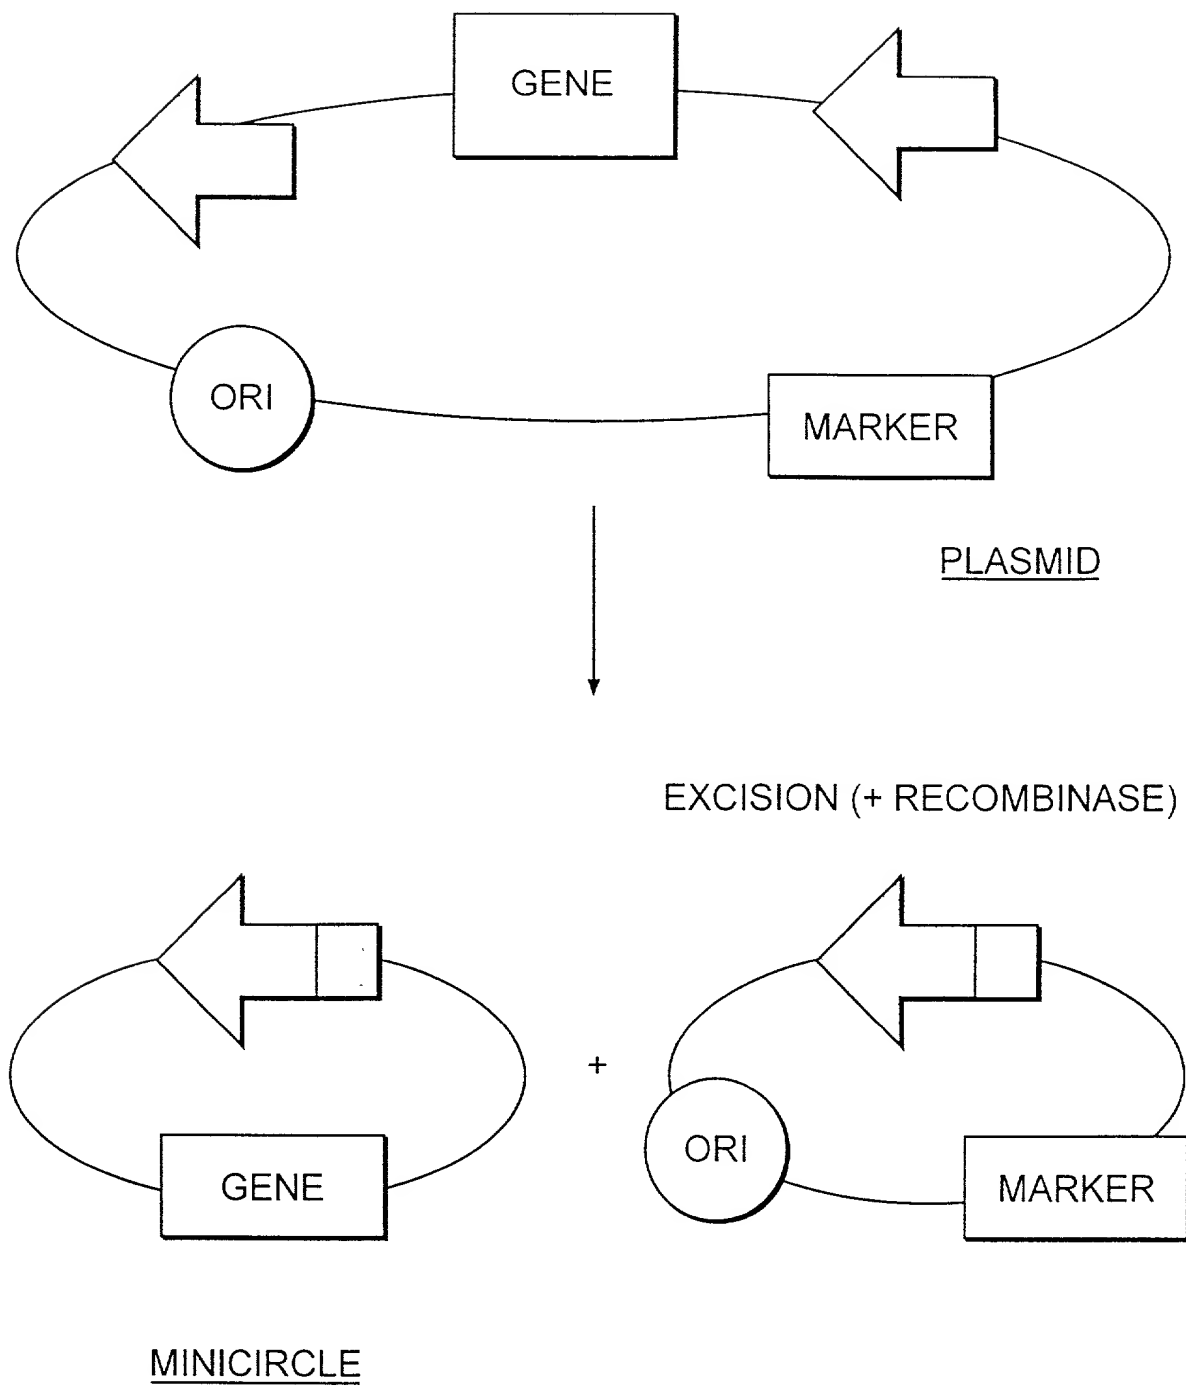 GENE
ORI
MARKER
PLASMID
EXCISION (+ RECOMBINASE)
+
ORI
GENE
MARKER
MINICIRCLE